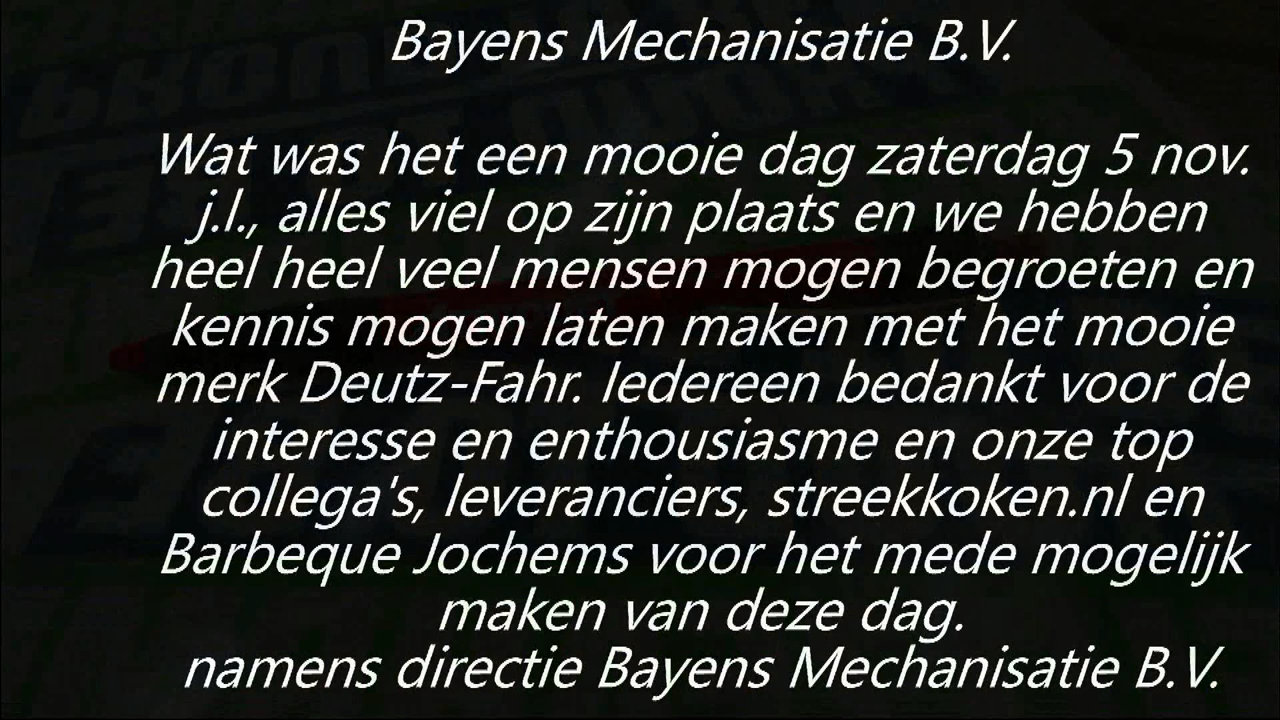 Bayens Mechanisatie B.V.
Wat was het een mooie dag zaterdag 5 nov.
j.l., alles viel op zijn plaats en we hebben
heel heel veel mensen mogen begroeten en
kennis mogen laten maken met het mooie
merk Deutz-Fahr. Iedereen bedankt voor de
interesse en enthousiasme en onze top
collega's, leveranciers, streekkoken.nl en
Barbeque Jochems voor het mede mogelijk
maken van deze dag.
namens directie Bayens Mechanisatie B.V.